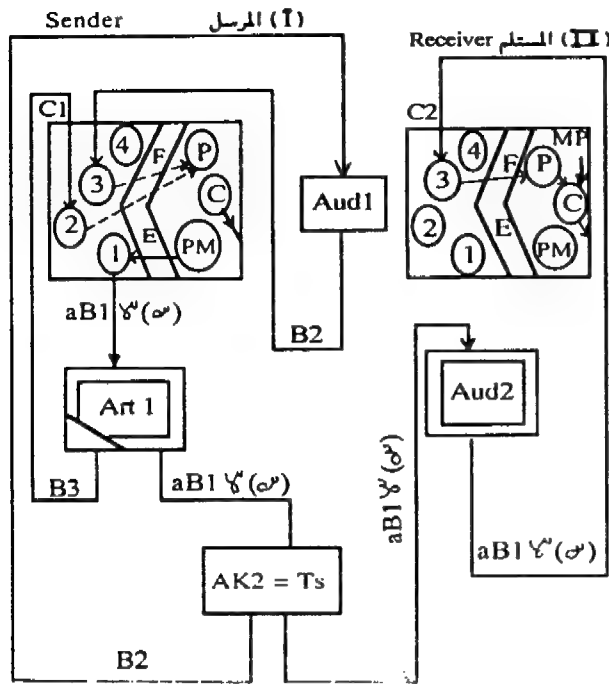 Sender المرسل (I)
Receiver المستلم (II)
C1
4 F P
3
C
2
E
1 PM
Aud1
B2
aB1
Art 1
B3
aB1
AK2 = Ts
B2
C2
4 F P MP
3
C
2
E
1 PM
Aud2
aB1
aB1